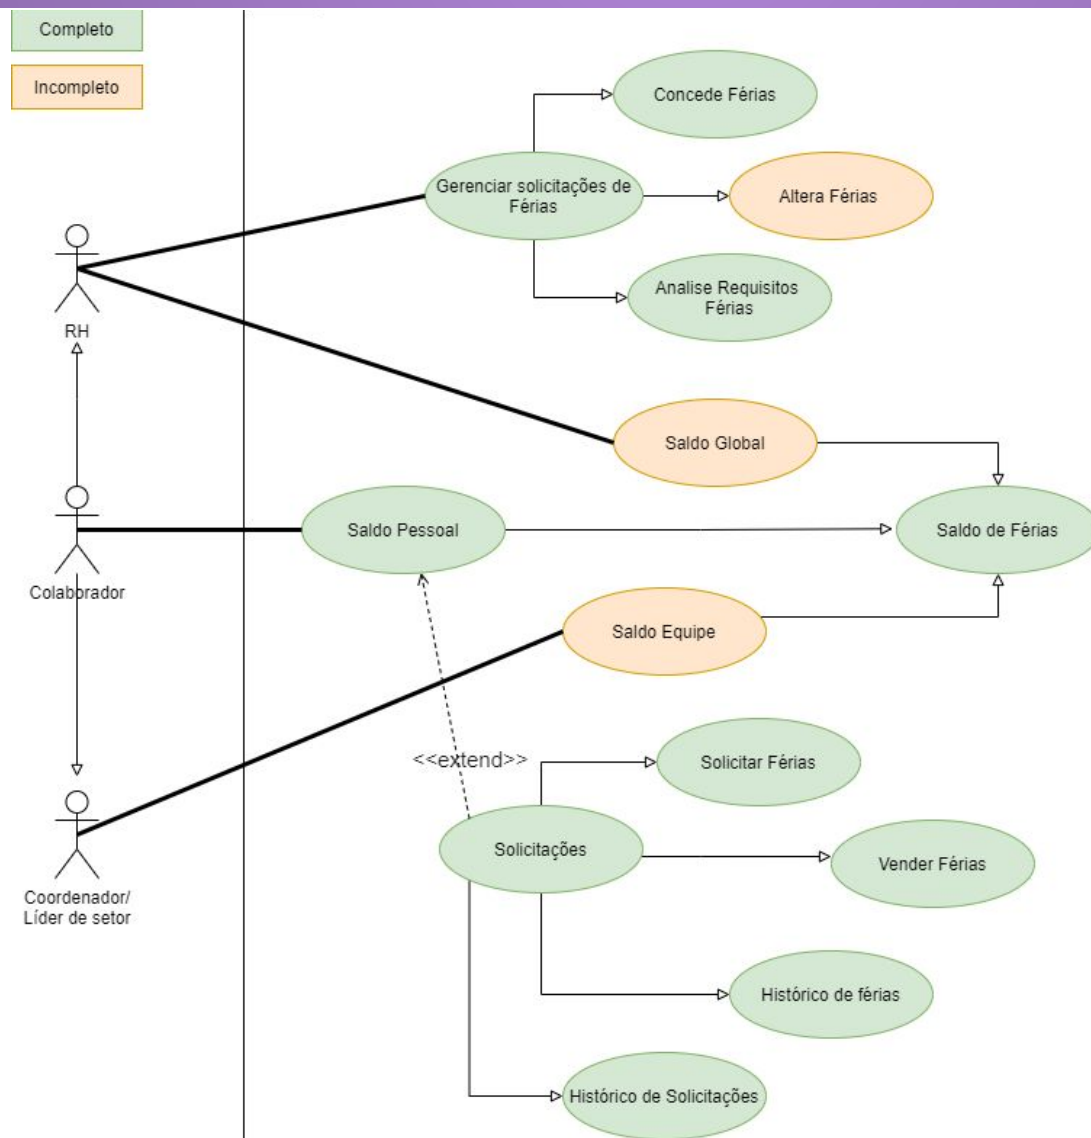 Completo
Incompleto
Concede Férias
Gerenciar solicitações de
Férias
Altera Férias
Analise Requisitos
Férias
RH
Saldo Global
Saldo Pessoal
Saldo de Férias
Colaborador
Saldo Equipe
<<extend>>
Solicitar Férias
Solicitações
Vender Férias
Coordenador/
Líder de setor
Histórico de férias
Histórico de Solicitações